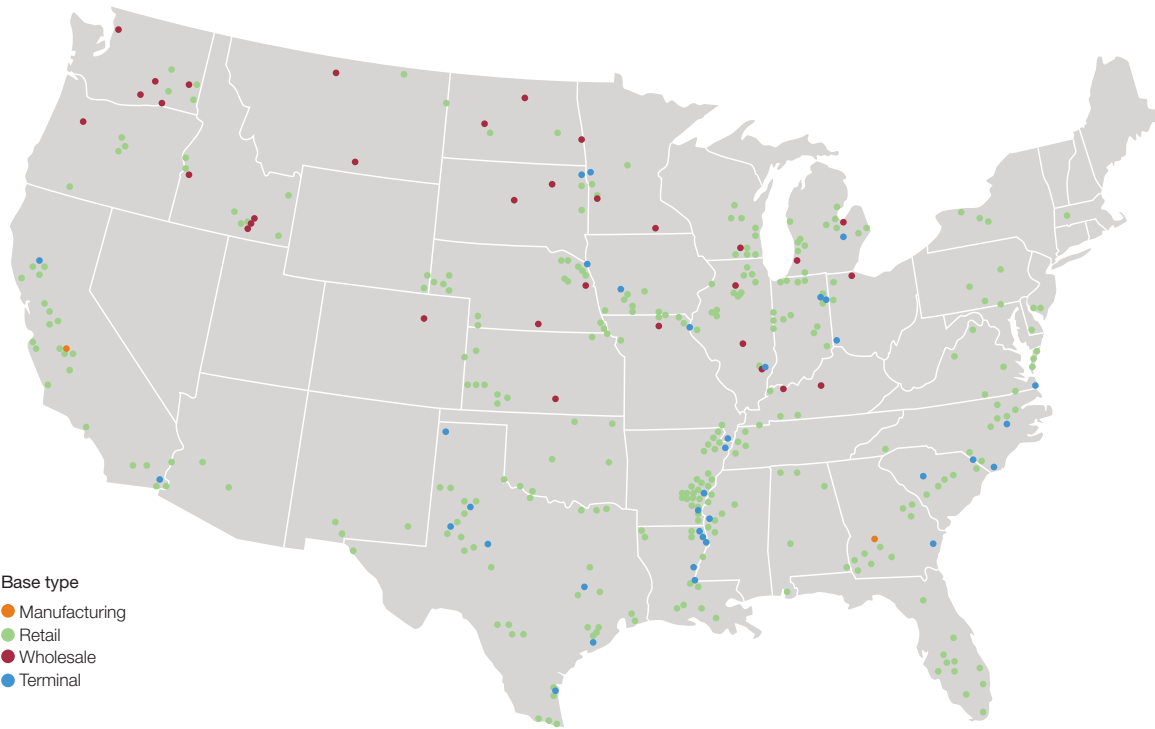 Base type
Manufacturing
Retail
Wholesale
Terminal